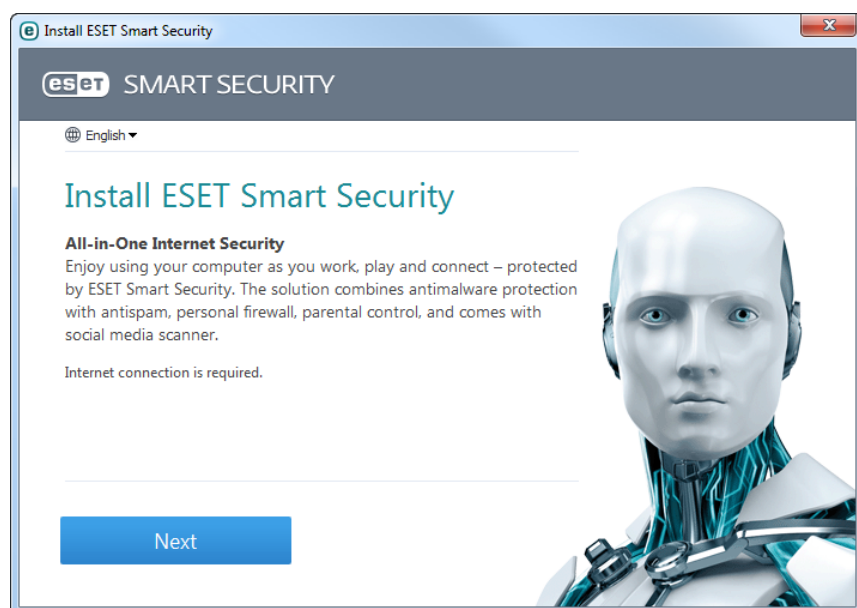 Install ESET Smart Security
eset SMART SECURITY
English
Install ESET Smart Security
All-in-One Internet Security
Enjoy using your computer as you work, play and connect – protected
by ESET Smart Security. The solution combines antimalware protection
with antispam, personal firewall, parental control, and comes with
social media scanner.
Internet connection is required.
Next